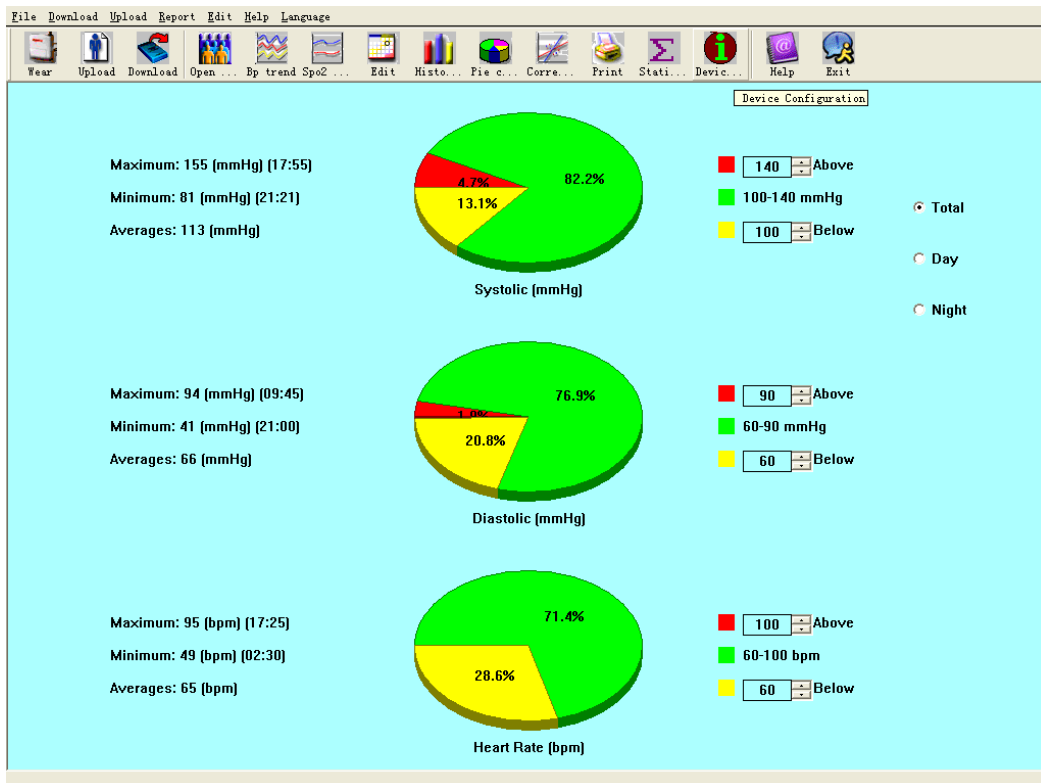 File Download Upload Report Edit Help Language
Wear Upload Download Open ... Bp trend Spo2 ... Edit Histo... Pie c... Corre... Print Stati... Devic... Help Exit
Device Configuration
Maximum: 155 (mmHg) (17:55)
Minimum: 81 (mmHg) (21:21)
Averages: 113 (mmHg)
4.7%
82.2%
13.1%
Systolic (mmHg)
140 Above
100-140 mmHg
100 Below
Total
Day
Night
Maximum: 94 (mmHg) (09:45)
Minimum: 41 (mmHg) (21:00)
Averages: 66 (mmHg)
76.9%
20.8%
Diastolic (mmHg)
90 Above
60-90 mmHg
60 Below
Maximum: 95 (bpm) (17:25)
Minimum: 49 (bpm) (02:30)
Averages: 65 (bpm)
71.4%
28.6%
Heart Rate (bpm)
100 Above
60-100 bpm
60 Below